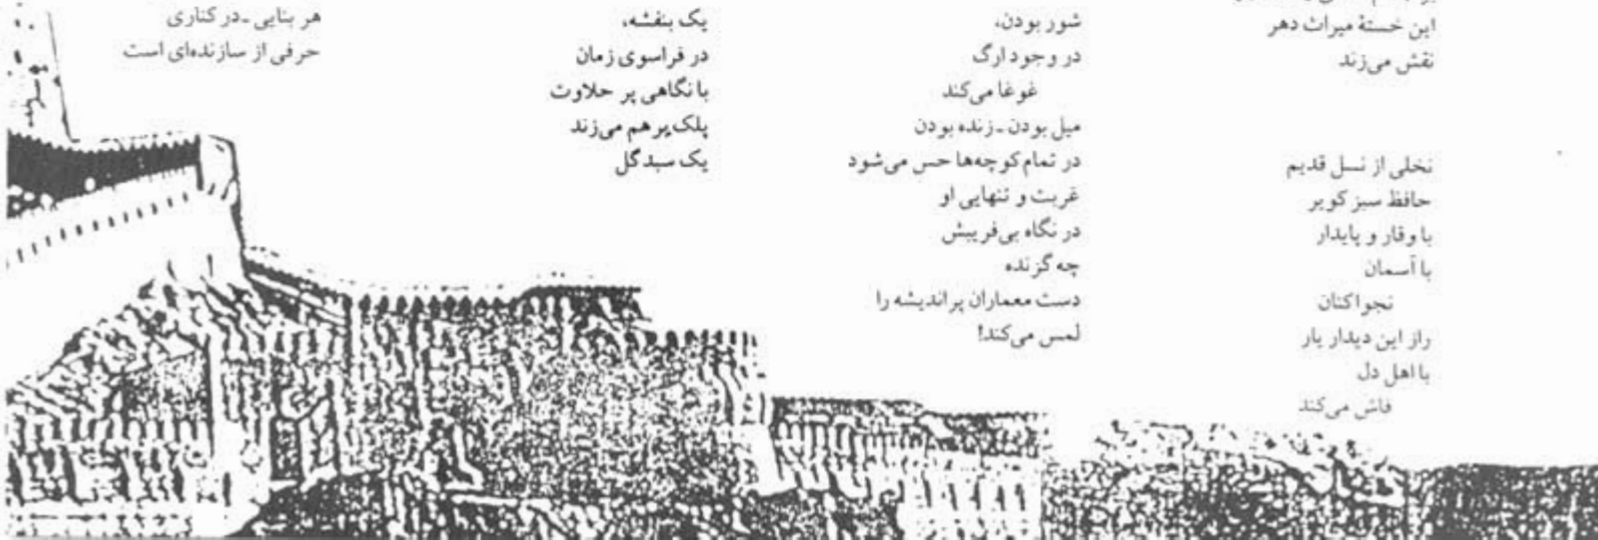 این خستهٔ میراث دهر
نقش می‌زند
نخلی از نسل قدیم
حافظ سبز کویر
با وقار و پایدار
با آسمان
نجوا کنان
راز این دیدار یار
با اهل دل
فاش می‌کند
شور بودن،
در وجود ارگ
غوغا می‌کند
میل بودن ـ زنده بودن
در تمام کوچه‌ها حس می‌شود
غربت و تنهایی او
در نگاه بی‌فریبش
چه گزنده
دست معماران پراندیشه را
لمس می‌کند!
یک بنفشه،
در فراسوی زمان
با نگاهی پر حلاوت
پلک بر هم می‌زند
یک سبد گل
هر بنایی ـ در کناری
حرفی از سازنده‌ای است